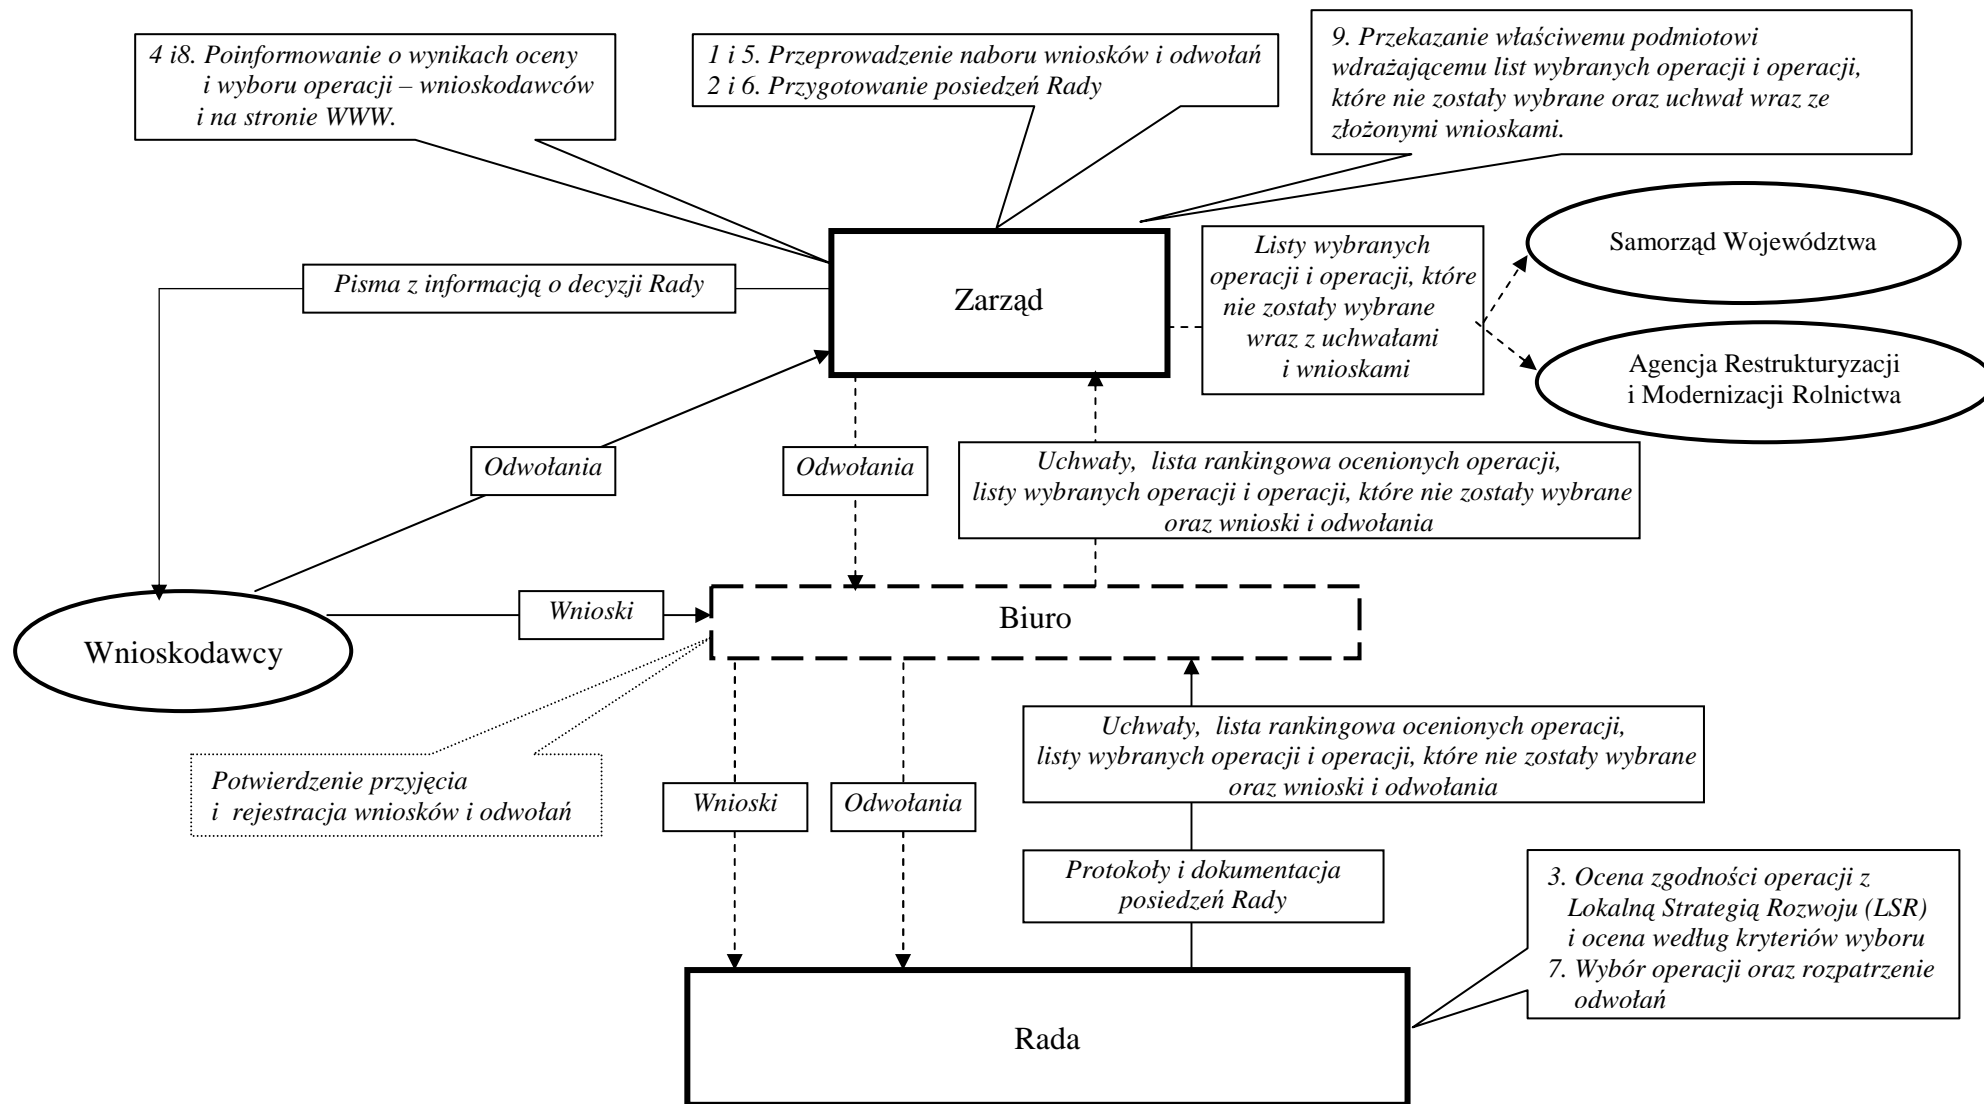 4 i8. Poinformowanie o wynikach oceny
i wyboru operacji – wnioskodawców
i na stronie WWW.
1 i 5. Przeprowadzenie naboru wniosków i odwołań
2 i 6. Przygotowanie posiedzeń Rady
9. Przekazanie właściwemu podmiotowi
wdrażającemu list wybranych operacji i operacji,
które nie zostały wybrane oraz uchwał wraz ze
złożonymi wnioskami.
Pisma z informacją o decyzji Rady
Zarząd
Listy wybranych
operacji i operacji, które
nie zostały wybrane
wraz z uchwałami
i wnioskami
Samorząd Województwa
Agencja Restrukturyzacji
i Modernizacji Rolnictwa
Odwołania
Odwołania
Uchwały, lista rankingowa ocenionych operacji,
listy wybranych operacji i operacji, które nie zostały wybrane
oraz wnioski i odwołania
Wnioskodawcy
Wnioski
Biuro
Potwierdzenie przyjęcia
i rejestracja wniosków i odwołań
Wnioski
Odwołania
Uchwały, lista rankingowa ocenionych operacji,
listy wybranych operacji i operacji, które nie zostały wybrane
oraz wnioski i odwołania
Protokoły i dokumentacja
posiedzeń Rady
3. Ocena zgodności operacji z
Lokalną Strategią Rozwoju (LSR)
i ocena według kryteriów wyboru
7. Wybór operacji oraz rozpatrzenie
odwołań
Rada